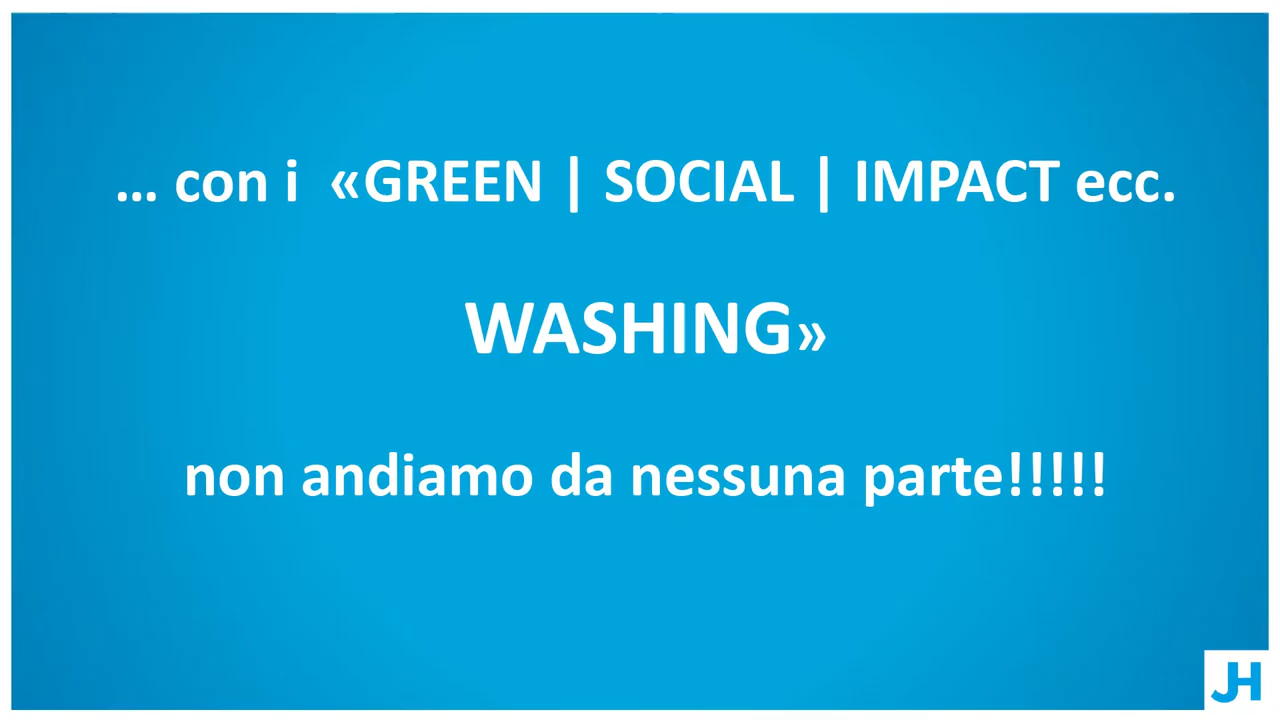 ... con i «GREEN | SOCIAL | IMPACT ecc.
WASHING»
non andiamo da nessuna parte!!!!!
JH